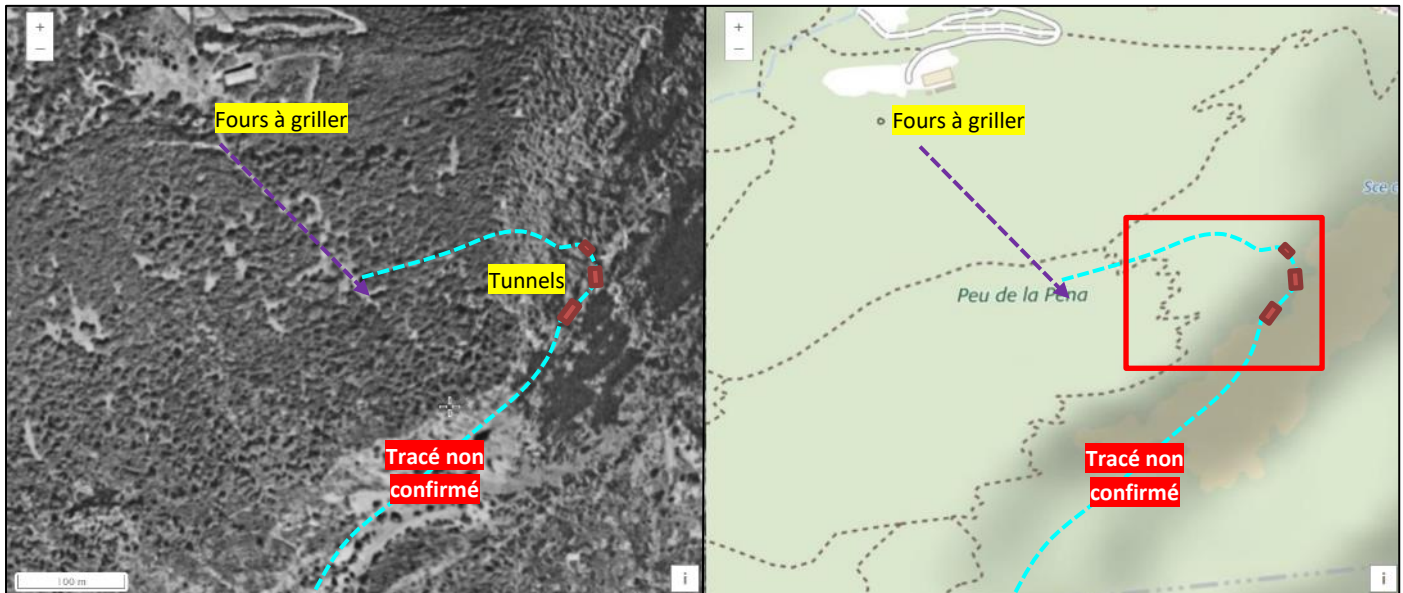 +
–
Fours à griller
Tunnels
Tracé non
confirmé
100 m
i
+
–
Fours à griller
Sce
Peu de la Pena
Tracé non
confirmé
i